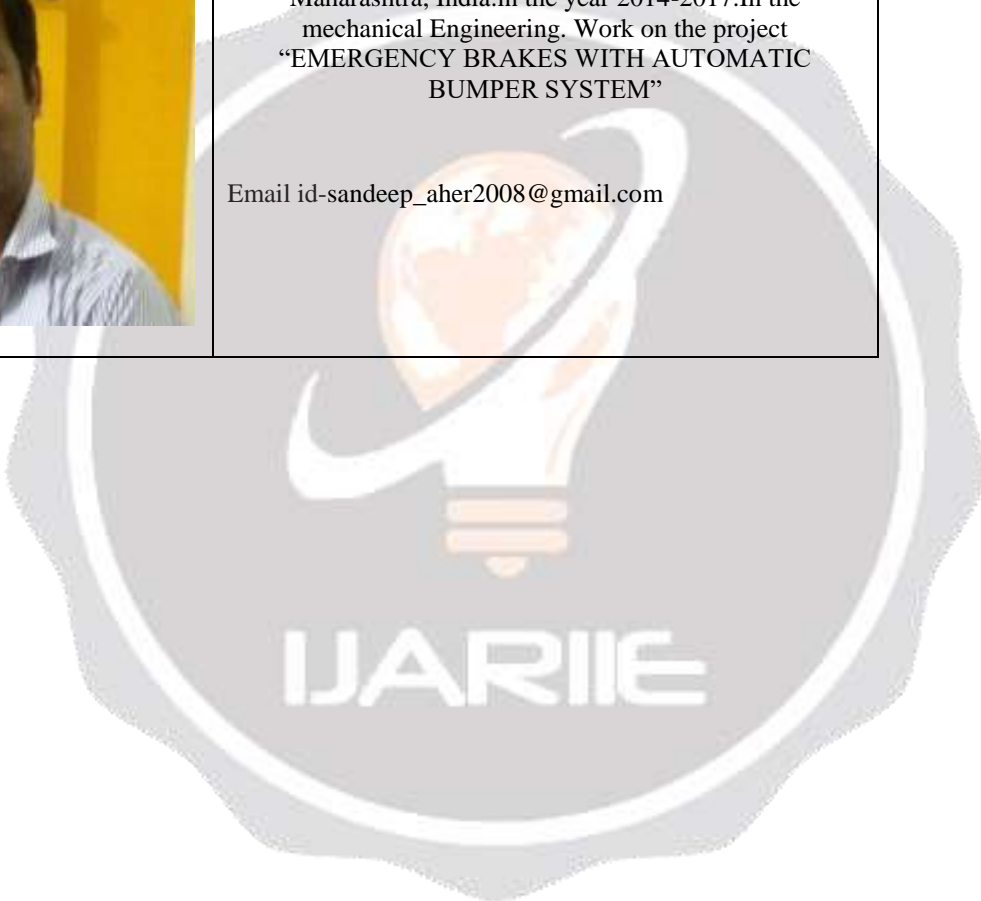 Maharashtra, India.in the year 2014-2017.In the
mechanical Engineering. Work on the project
“EMERGENCY BRAKES WITH AUTOMATIC
BUMPER SYSTEM”
Email id-sandeep_aher2008@gmail.com
IJARIIE